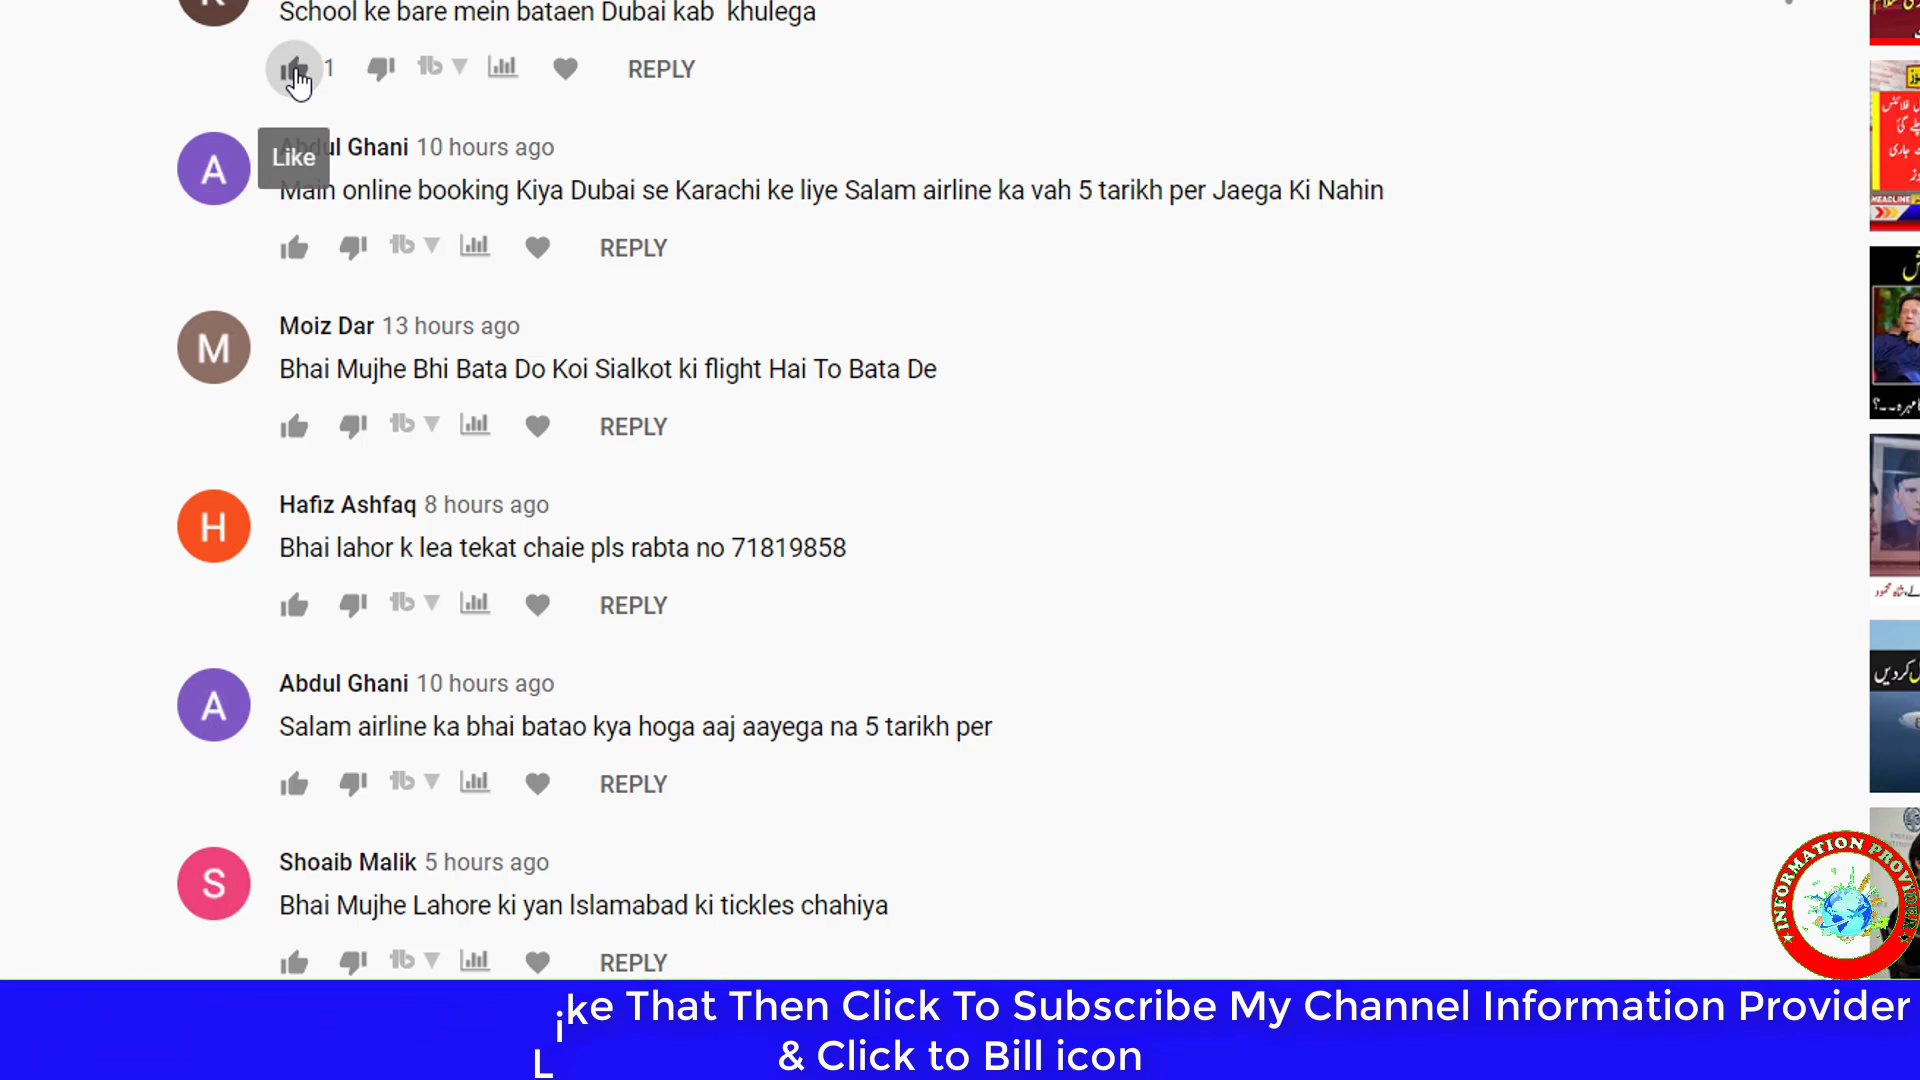 School ke bare mein bataen Dubai kab khulega
1
REPLY
Like
Abdul Ghani 10 hours ago
A
Main online booking Kiya Dubai se Karachi ke liye Salam airline ka vah 5 tarikh per Jaega Ki Nahin
REPLY
Moiz Dar 13 hours ago
M
Bhai Mujhe Bhi Bata Do Koi Sialkot ki flight Hai To Bata De
REPLY
Hafiz Ashfaq 8 hours ago
H
Bhai lahor k lea tekat chaie pls rabta no 71819858
REPLY
Abdul Ghani 10 hours ago
A
Salam airline ka bhai batao kya hoga aaj aayega na 5 tarikh per
REPLY
Shoaib Malik 5 hours ago
S
Bhai Mujhe Lahore ki yan Islamabad ki tickles chahiya
REPLY
INFORMATION PROVIDER
Like That Then Click To Subscribe My Channel Information Provider
& Click to Bill icon